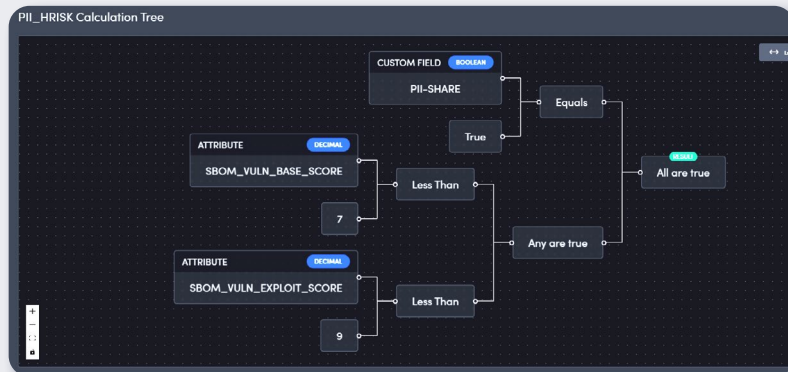 PII_HRISK Calculation Tree
CUSTOM FIELD BOOLEAN
PII-SHARE
Equals
True
ATTRIBUTE DECIMAL
SBOM_VULN_BASE_SCORE
Less Than
7
RESULT
All are true
Any are true
ATTRIBUTE DECIMAL
SBOM_VULN_EXPLOIT_SCORE
Less Than
9